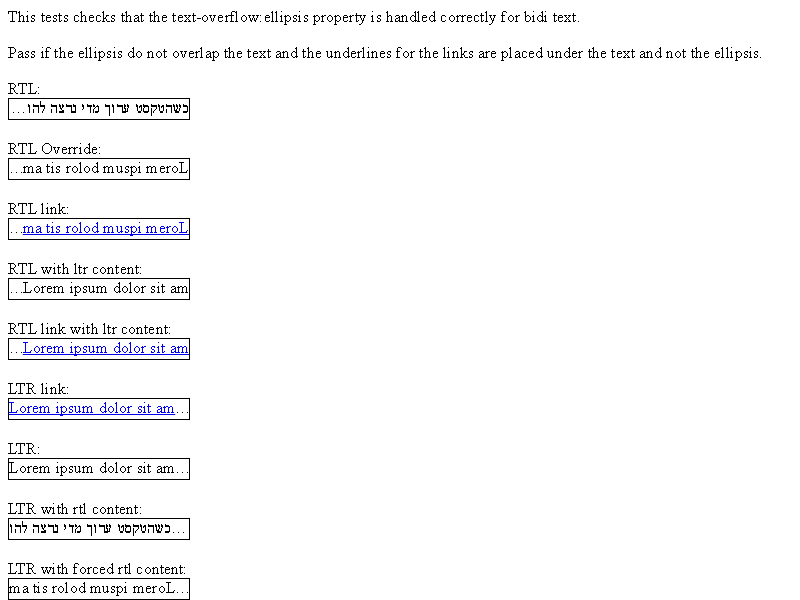 This tests checks that the text-overflow:ellipsis property is handled correctly for bidi text.
Pass if the ellipsis do not overlap the text and the underlines for the links are placed under the text and not the ellipsis.
RTL:
כשהטקסט ערוך מדי נרצה להו...
RTL Override:
...ma tis rolod muspi meroL
RTL link:
...ma tis rolod muspi meroL
RTL with ltr content:
...Lorem ipsum dolor sit am
RTL link with ltr content:
...Lorem ipsum dolor sit am
LTR link:
Lorem ipsum dolor sit am...
LTR:
Lorem ipsum dolor sit am...
LTR with rtl content:
...כשהטקסט ערוך מדי נרצה להו
LTR with forced rtl content:
ma tis rolod muspi meroL...